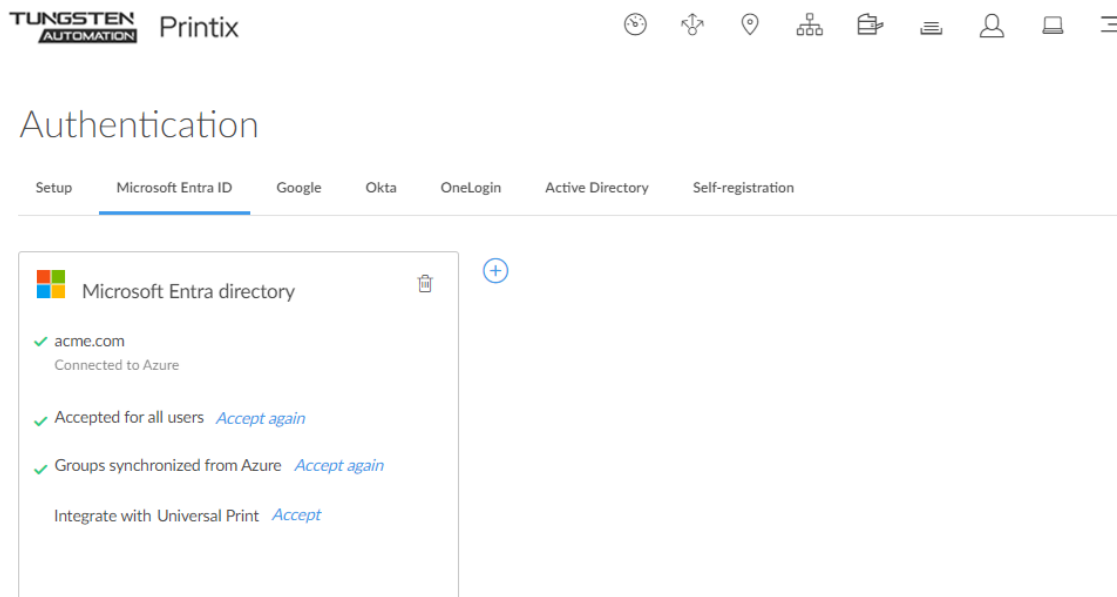 TUNGSTEN
AUTOMATION
Printix
Authentication
Setup Microsoft Entra ID Google Okta OneLogin Active Directory Self-registration
Microsoft Entra directory
acme.com
Connected to Azure
Accepted for all users Accept again
Groups synchronized from Azure Accept again
Integrate with Universal Print Accept